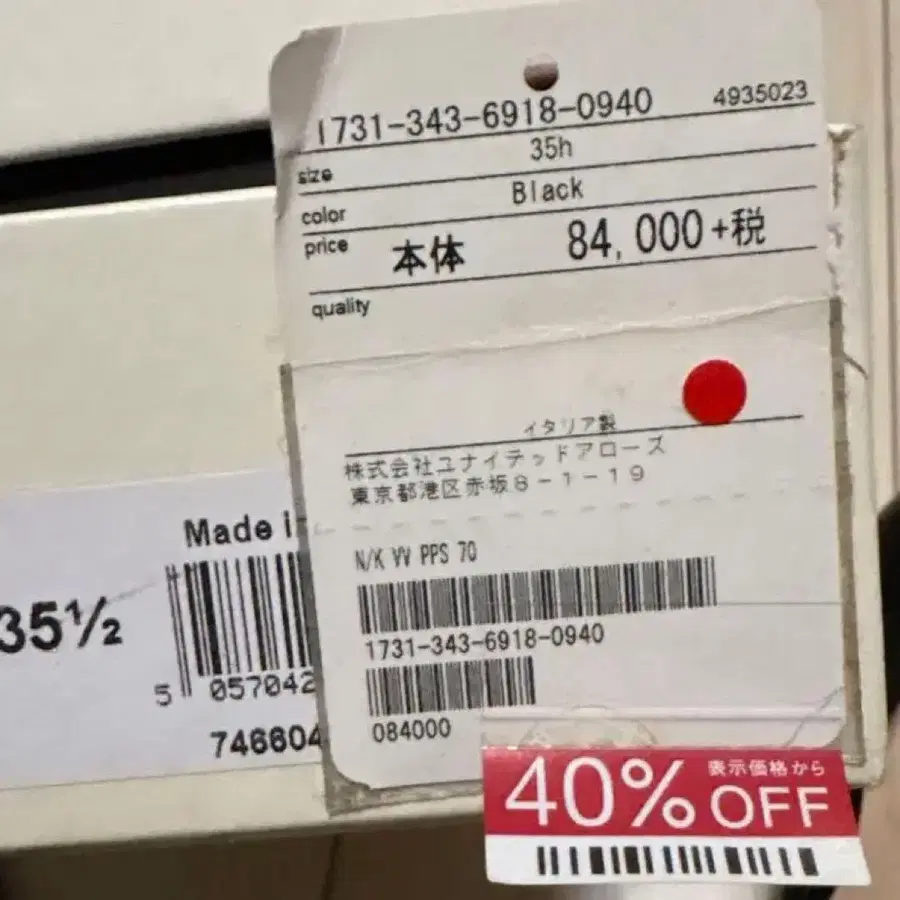 1731-343-6918-0940 4935023
size 35h
color Black
price 本体 84,000+税
quality
イタリア製
株式会社ユナイテッドアローズ
東京都港区赤坂8-1-19
N/K VV PPS 70
1731-343-6918-0940
084000
Made i
35½
5 057042
746604
表示価格から
40% OFF